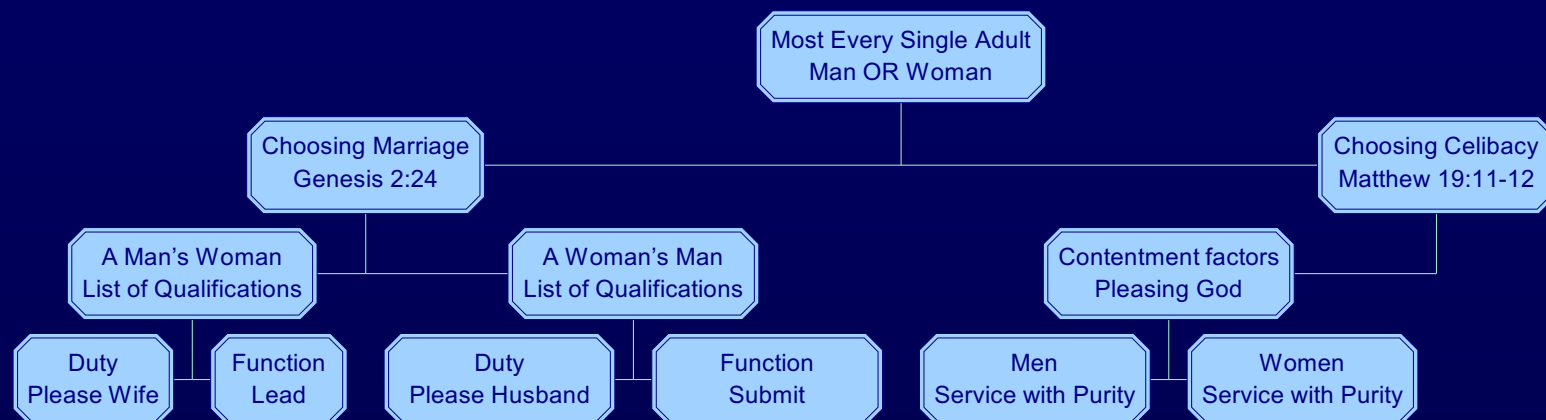 Most Every Single Adult
Man OR Woman
Choosing Marriage
Genesis 2:24
Choosing Celibacy
Matthew 19:11-12
A Man’s Woman
List of Qualifications
A Woman’s Man
List of Qualifications
Contentment factors
Pleasing God
Duty
Please Wife
Function
Lead
Duty
Please Husband
Function
Submit
Men
Service with Purity
Women
Service with Purity